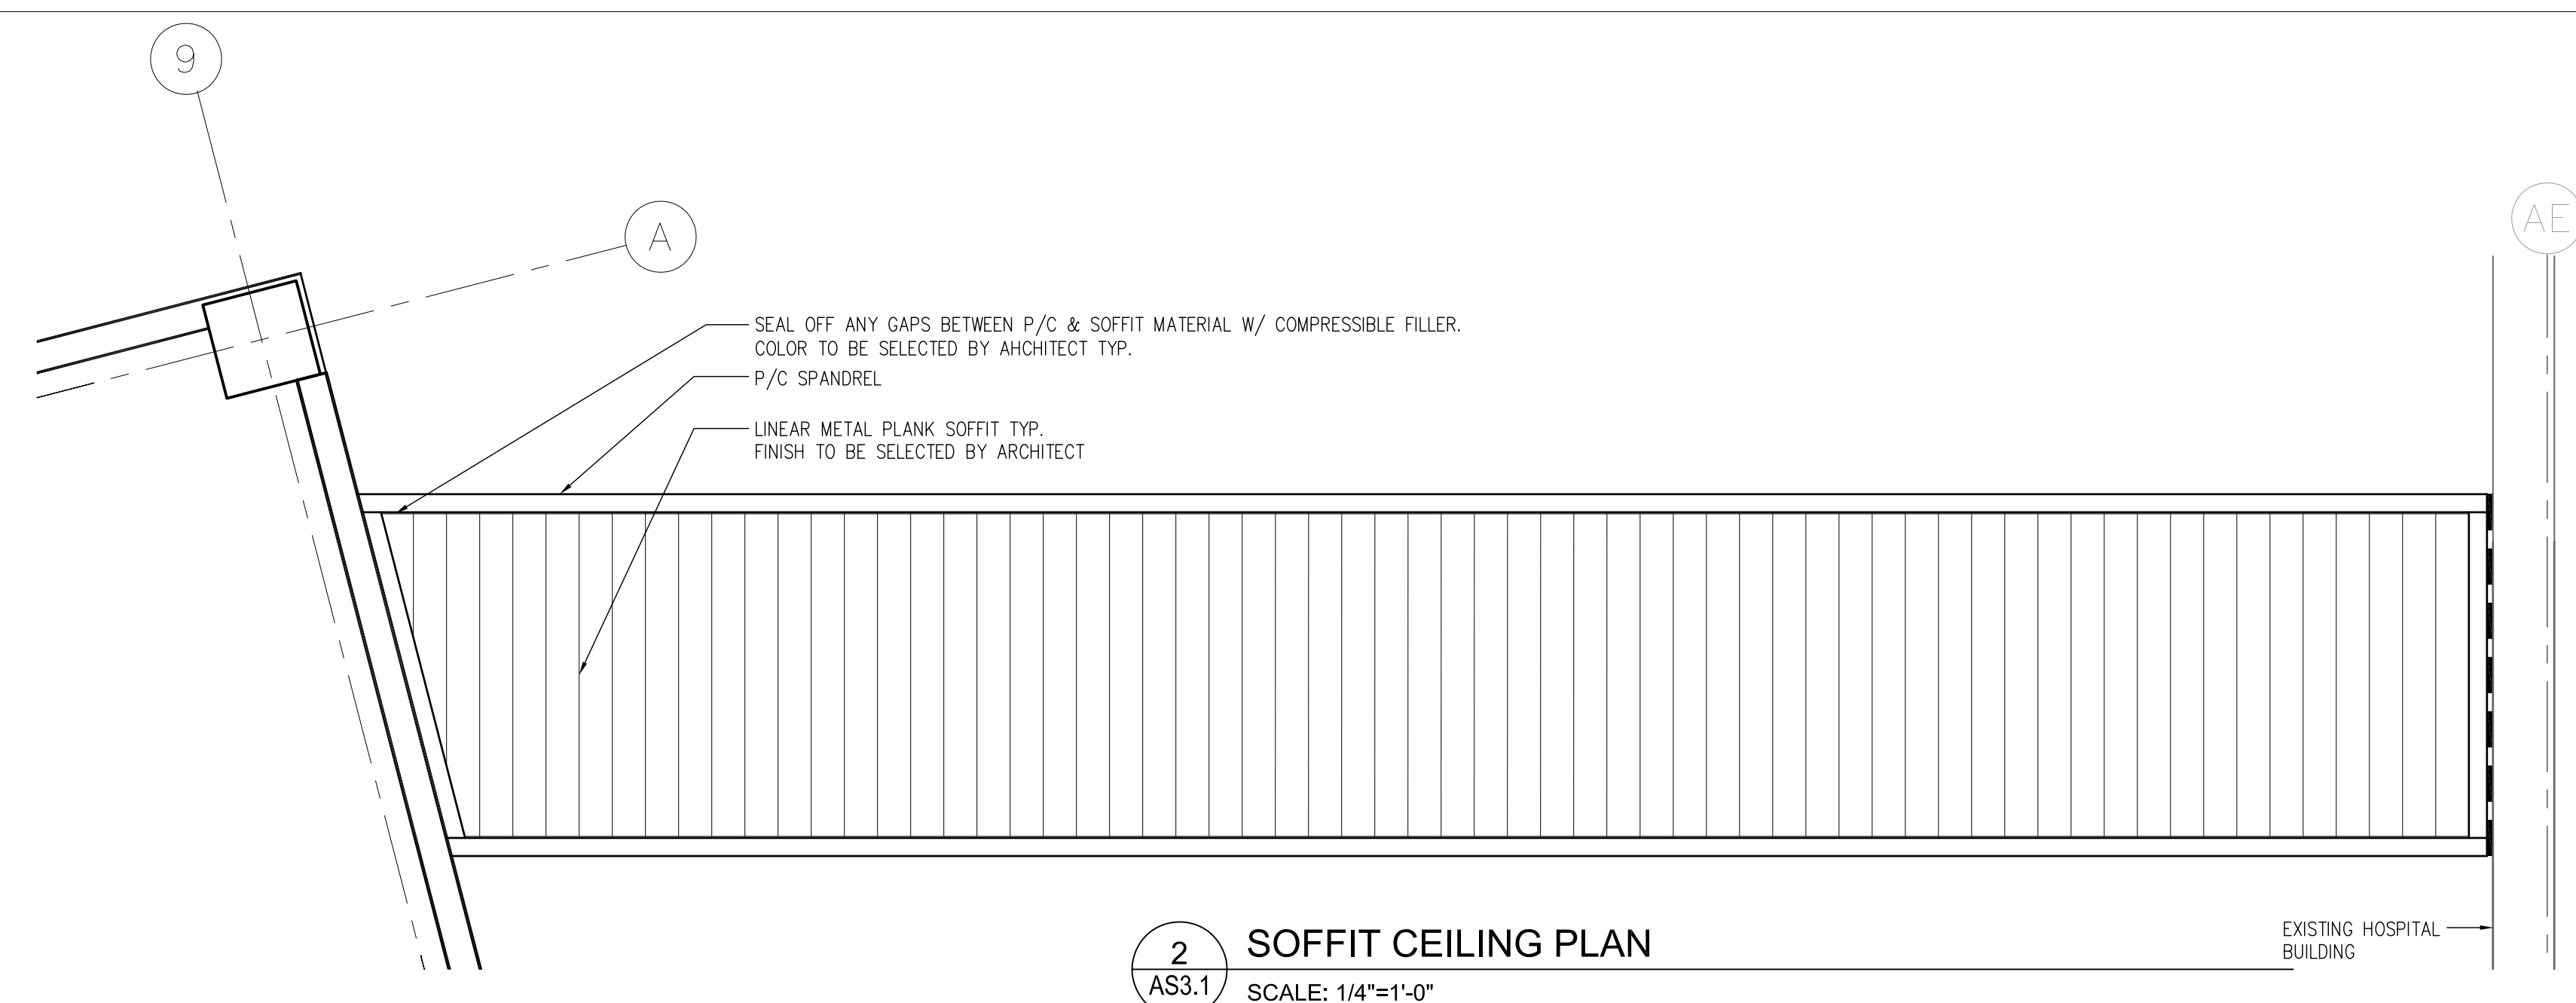 9
A
AE
SEAL OFF ANY GAPS BETWEEN P/C & SOFFIT MATERIAL W/ COMPRESSIBLE FILLER.
COLOR TO BE SELECTED BY AHCHITECT TYP.
P/C SPANDREL
LINEAR METAL PLANK SOFFIT TYP.
FINISH TO BE SELECTED BY ARCHITECT
EXISTING HOSPITAL
BUILDING
2
AS3.1
SOFFIT CEILING PLAN
SCALE: 1/4"=1'-0"